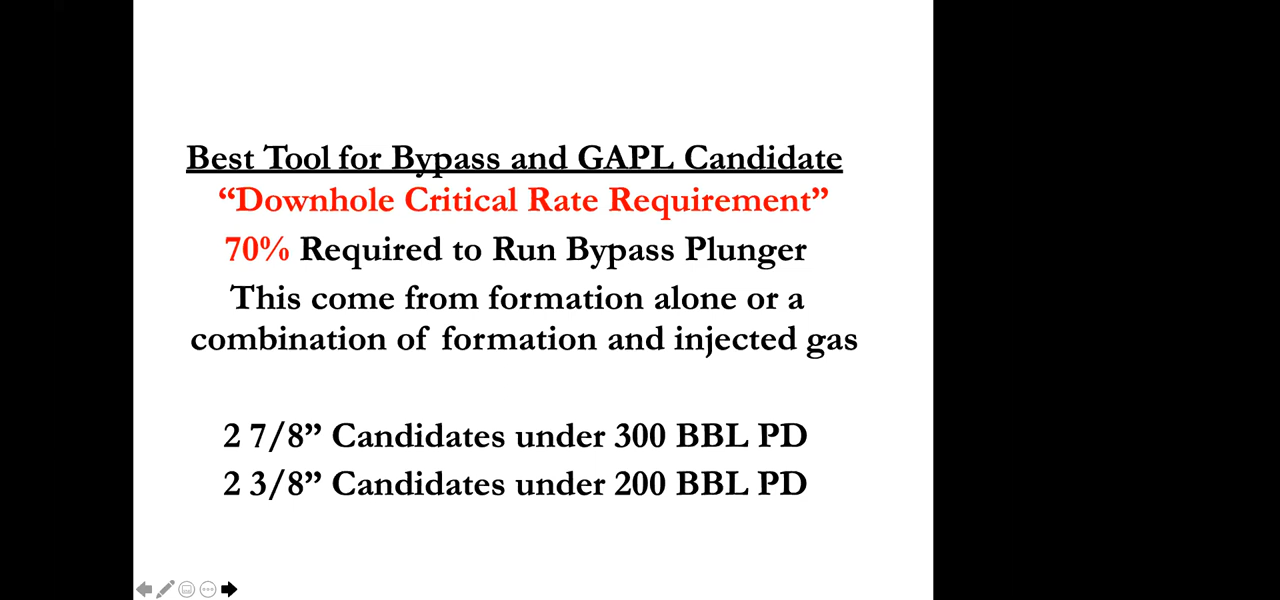 Best Tool for Bypass and GAPL Candidate
“Downhole Critical Rate Requirement”
70% Required to Run Bypass Plunger
This come from formation alone or a
combination of formation and injected gas
2 7/8” Candidates under 300 BBL PD
2 3/8” Candidates under 200 BBL PD